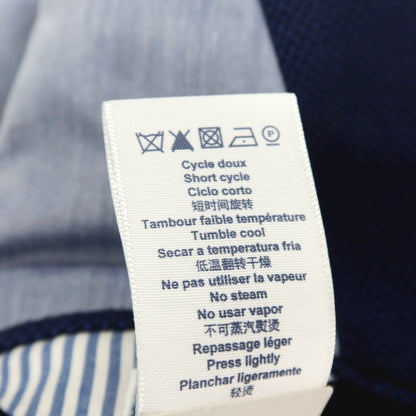 P
Cycle doux
Short cycle
Ciclo corto
短时间旋转
Tambour faible température
Tumble cool
Secar a temperatura fria
低温翻转干燥
Ne pas utiliser la vapeur
No steam
No usar vapor
不可蒸汽熨烫
Repassage léger
Press lightly
Planchar ligeramente
轻烫